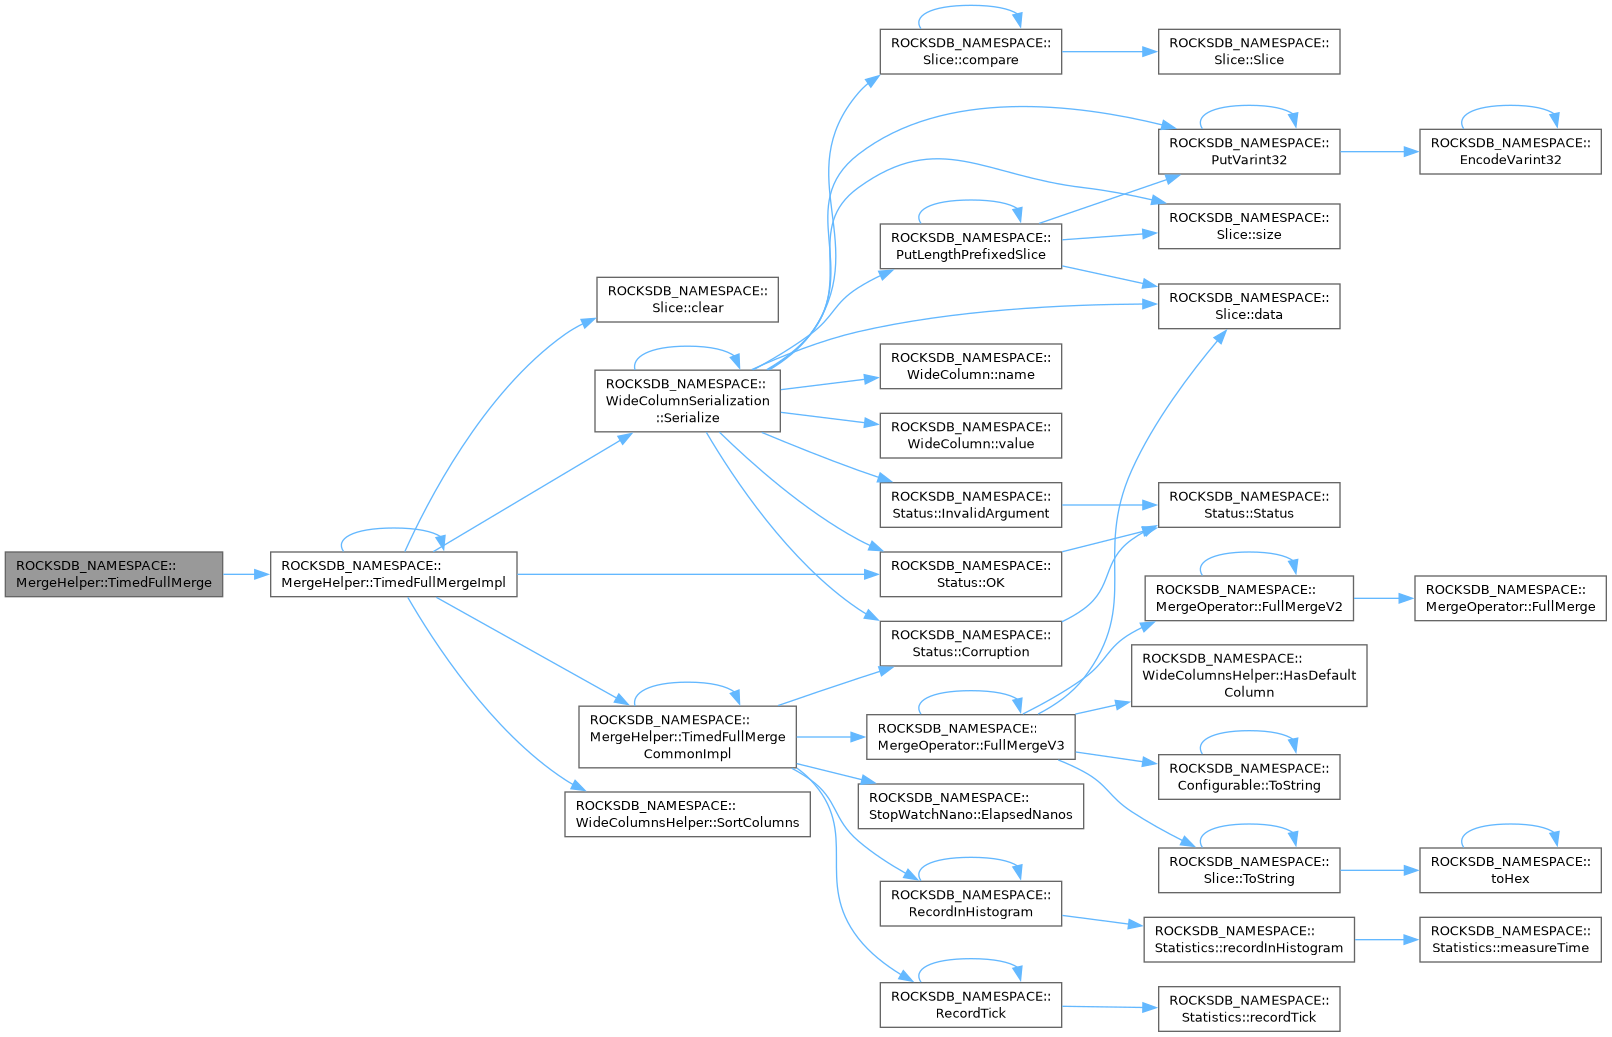 ROCKSDB_NAMESPACE::
MergeHelper::TimedFullMerge
ROCKSDB_NAMESPACE::
MergeHelper::TimedFullMergeImpl
ROCKSDB_NAMESPACE::
Slice::clear
ROCKSDB_NAMESPACE::
WideColumnSerialization
::Serialize
ROCKSDB_NAMESPACE::
MergeHelper::TimedFullMerge
CommonImpl
ROCKSDB_NAMESPACE::
WideColumnsHelper::SortColumns
ROCKSDB_NAMESPACE::
Slice::compare
ROCKSDB_NAMESPACE::
PutLengthPrefixedSlice
ROCKSDB_NAMESPACE::
WideColumn::name
ROCKSDB_NAMESPACE::
WideColumn::value
ROCKSDB_NAMESPACE::
Status::InvalidArgument
ROCKSDB_NAMESPACE::
Status::OK
ROCKSDB_NAMESPACE::
Status::Corruption
ROCKSDB_NAMESPACE::
MergeOperator::FullMergeV3
ROCKSDB_NAMESPACE::
StopWatchNano::ElapsedNanos
ROCKSDB_NAMESPACE::
RecordInHistogram
ROCKSDB_NAMESPACE::
RecordTick
ROCKSDB_NAMESPACE::
Slice::Slice
ROCKSDB_NAMESPACE::
PutVarint32
ROCKSDB_NAMESPACE::
Slice::size
ROCKSDB_NAMESPACE::
Slice::data
ROCKSDB_NAMESPACE::
Status::Status
ROCKSDB_NAMESPACE::
MergeOperator::FullMergeV2
ROCKSDB_NAMESPACE::
WideColumnsHelper::HasDefault
Column
ROCKSDB_NAMESPACE::
Configurable::ToString
ROCKSDB_NAMESPACE::
Slice::ToString
ROCKSDB_NAMESPACE::
Statistics::recordInHistogram
ROCKSDB_NAMESPACE::
Statistics::recordTick
ROCKSDB_NAMESPACE::
EncodeVarint32
ROCKSDB_NAMESPACE::
MergeOperator::FullMerge
ROCKSDB_NAMESPACE::
toHex
ROCKSDB_NAMESPACE::
Statistics::measureTime